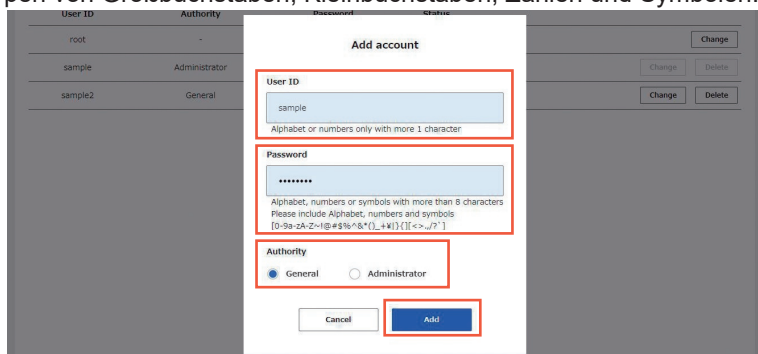 pen von Großbuchstaben, Kleinbuchstaben, Zahlen und Symbolen.
User ID Authority Password Status
root - Change
sample Administrator Change Delete
sample2 General Change Delete
Add account
User ID
sample
Alphabet or numbers only with more 1 character
Password
••••••••
Alphabet, numbers or symbols with more than 8 characters
Please include Alphabet, numbers and symbols
[0-9a-zA-Z~!@#$%^&*()_+¥|}{][<>.,/?`]
Authority
General Administrator
Cancel Add